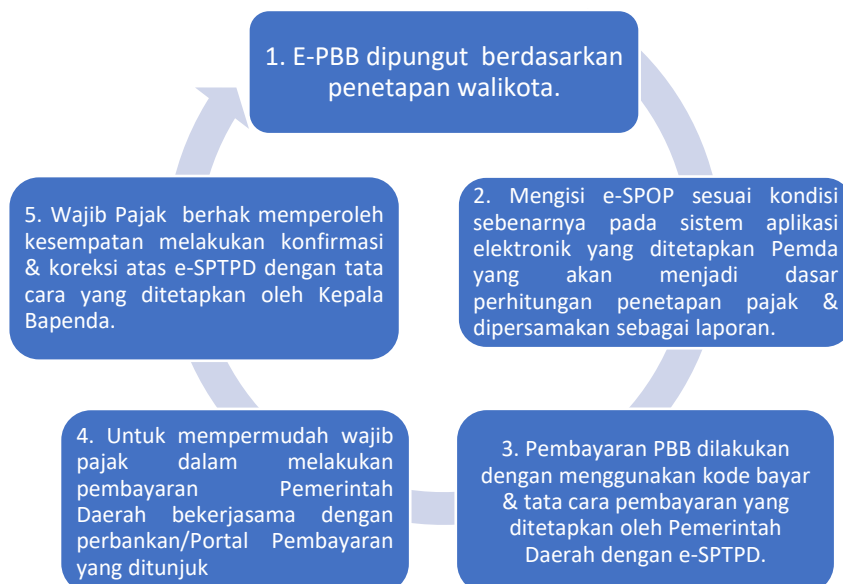 1. E-PBB dipungut berdasarkan
penetapan walikota.
2. Mengisi e-SPOP sesuai kondisi
sebenarnya pada sistem aplikasi
elektronik yang ditetapkan Pemda
yang akan menjadi dasar
perhitungan penetapan pajak &
dipersamakan sebagai laporan.
3. Pembayaran PBB dilakukan
dengan menggunakan kode bayar
& tata cara pembayaran yang
ditetapkan oleh Pemerintah
Daerah dengan e-SPTPD.
4. Untuk mempermudah wajib
pajak dalam melakukan
pembayaran Pemerintah
Daerah bekerjasama dengan
perbankan/Portal Pembayaran
yang ditunjuk
5. Wajib Pajak berhak memperoleh
kesempatan melakukan konfirmasi
& koreksi atas e-SPTPD dengan tata
cara yang ditetapkan oleh Kepala
Bapenda.